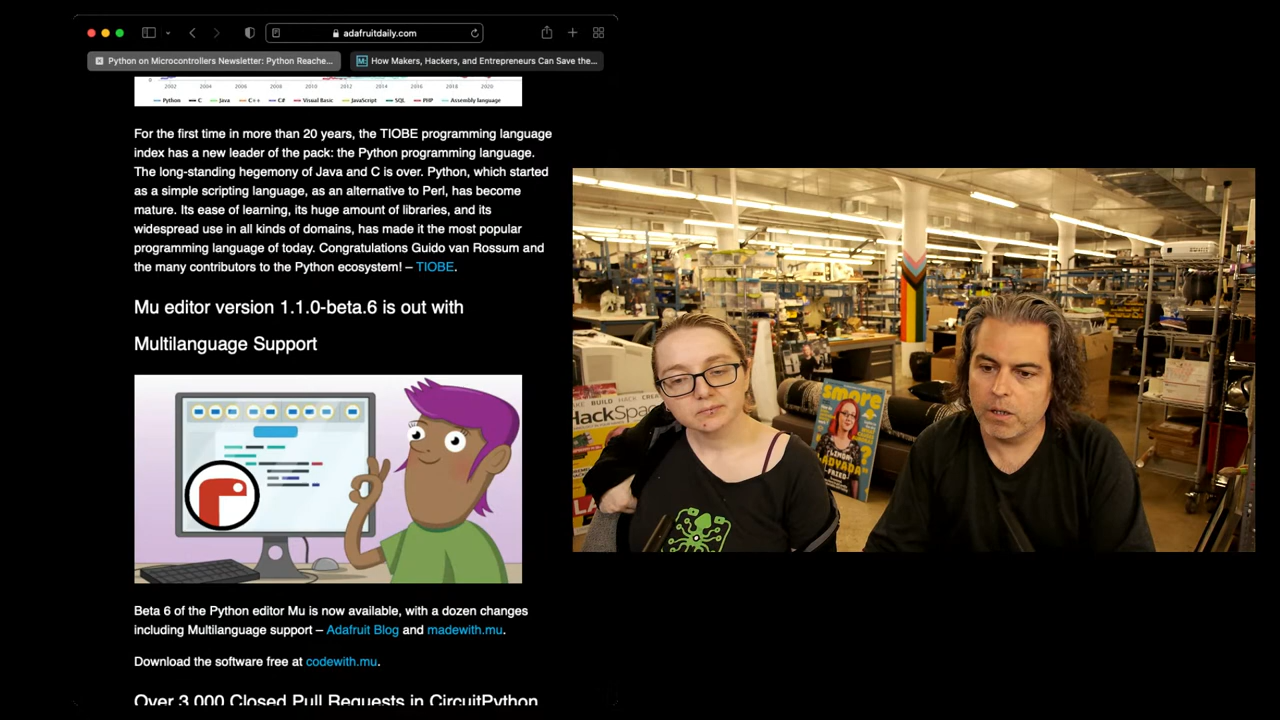 adafruitdaily.com
Python on Microcontrollers Newsletter: Python Reache...
How Makers, Hackers, and Entrepreneurs Can Save the...
2002 2004 2006 2008 2010 2012 2014 2016 2018 2020
Python C Java C++ C# Visual Basic JavaScript SQL PHP Assembly language
For the first time in more than 20 years, the TIOBE programming language
index has a new leader of the pack: the Python programming language.
The long-standing hegemony of Java and C is over. Python, which started
as a simple scripting language, as an alternative to Perl, has become
mature. Its ease of learning, its huge amount of libraries, and its
widespread use in all kinds of domains, has made it the most popular
programming language of today. Congratulations Guido van Rossum and
the many contributors to the Python ecosystem! – TIOBE.
Mu editor version 1.1.0-beta.6 is out with
Multilanguage Support
Beta 6 of the Python editor Mu is now available, with a dozen changes
including Multilanguage support – Adafruit Blog and madewith.mu.
Download the software free at codewith.mu.
Over 3,000 Closed Pull Requests in CircuitPython
BUILD HACK
HackSpa
smore
LIMOR
FRIED